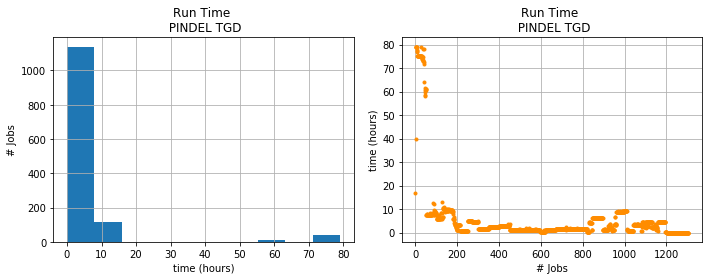 Run Time
PINDEL TGD
# Jobs
1000
800
600
400
200
0
0 10 20 30 40 50 60 70 80
time (hours)
Run Time
PINDEL TGD
time (hours)
80
70
60
50
40
30
20
10
0
0 200 400 600 800 1000 1200
# Jobs